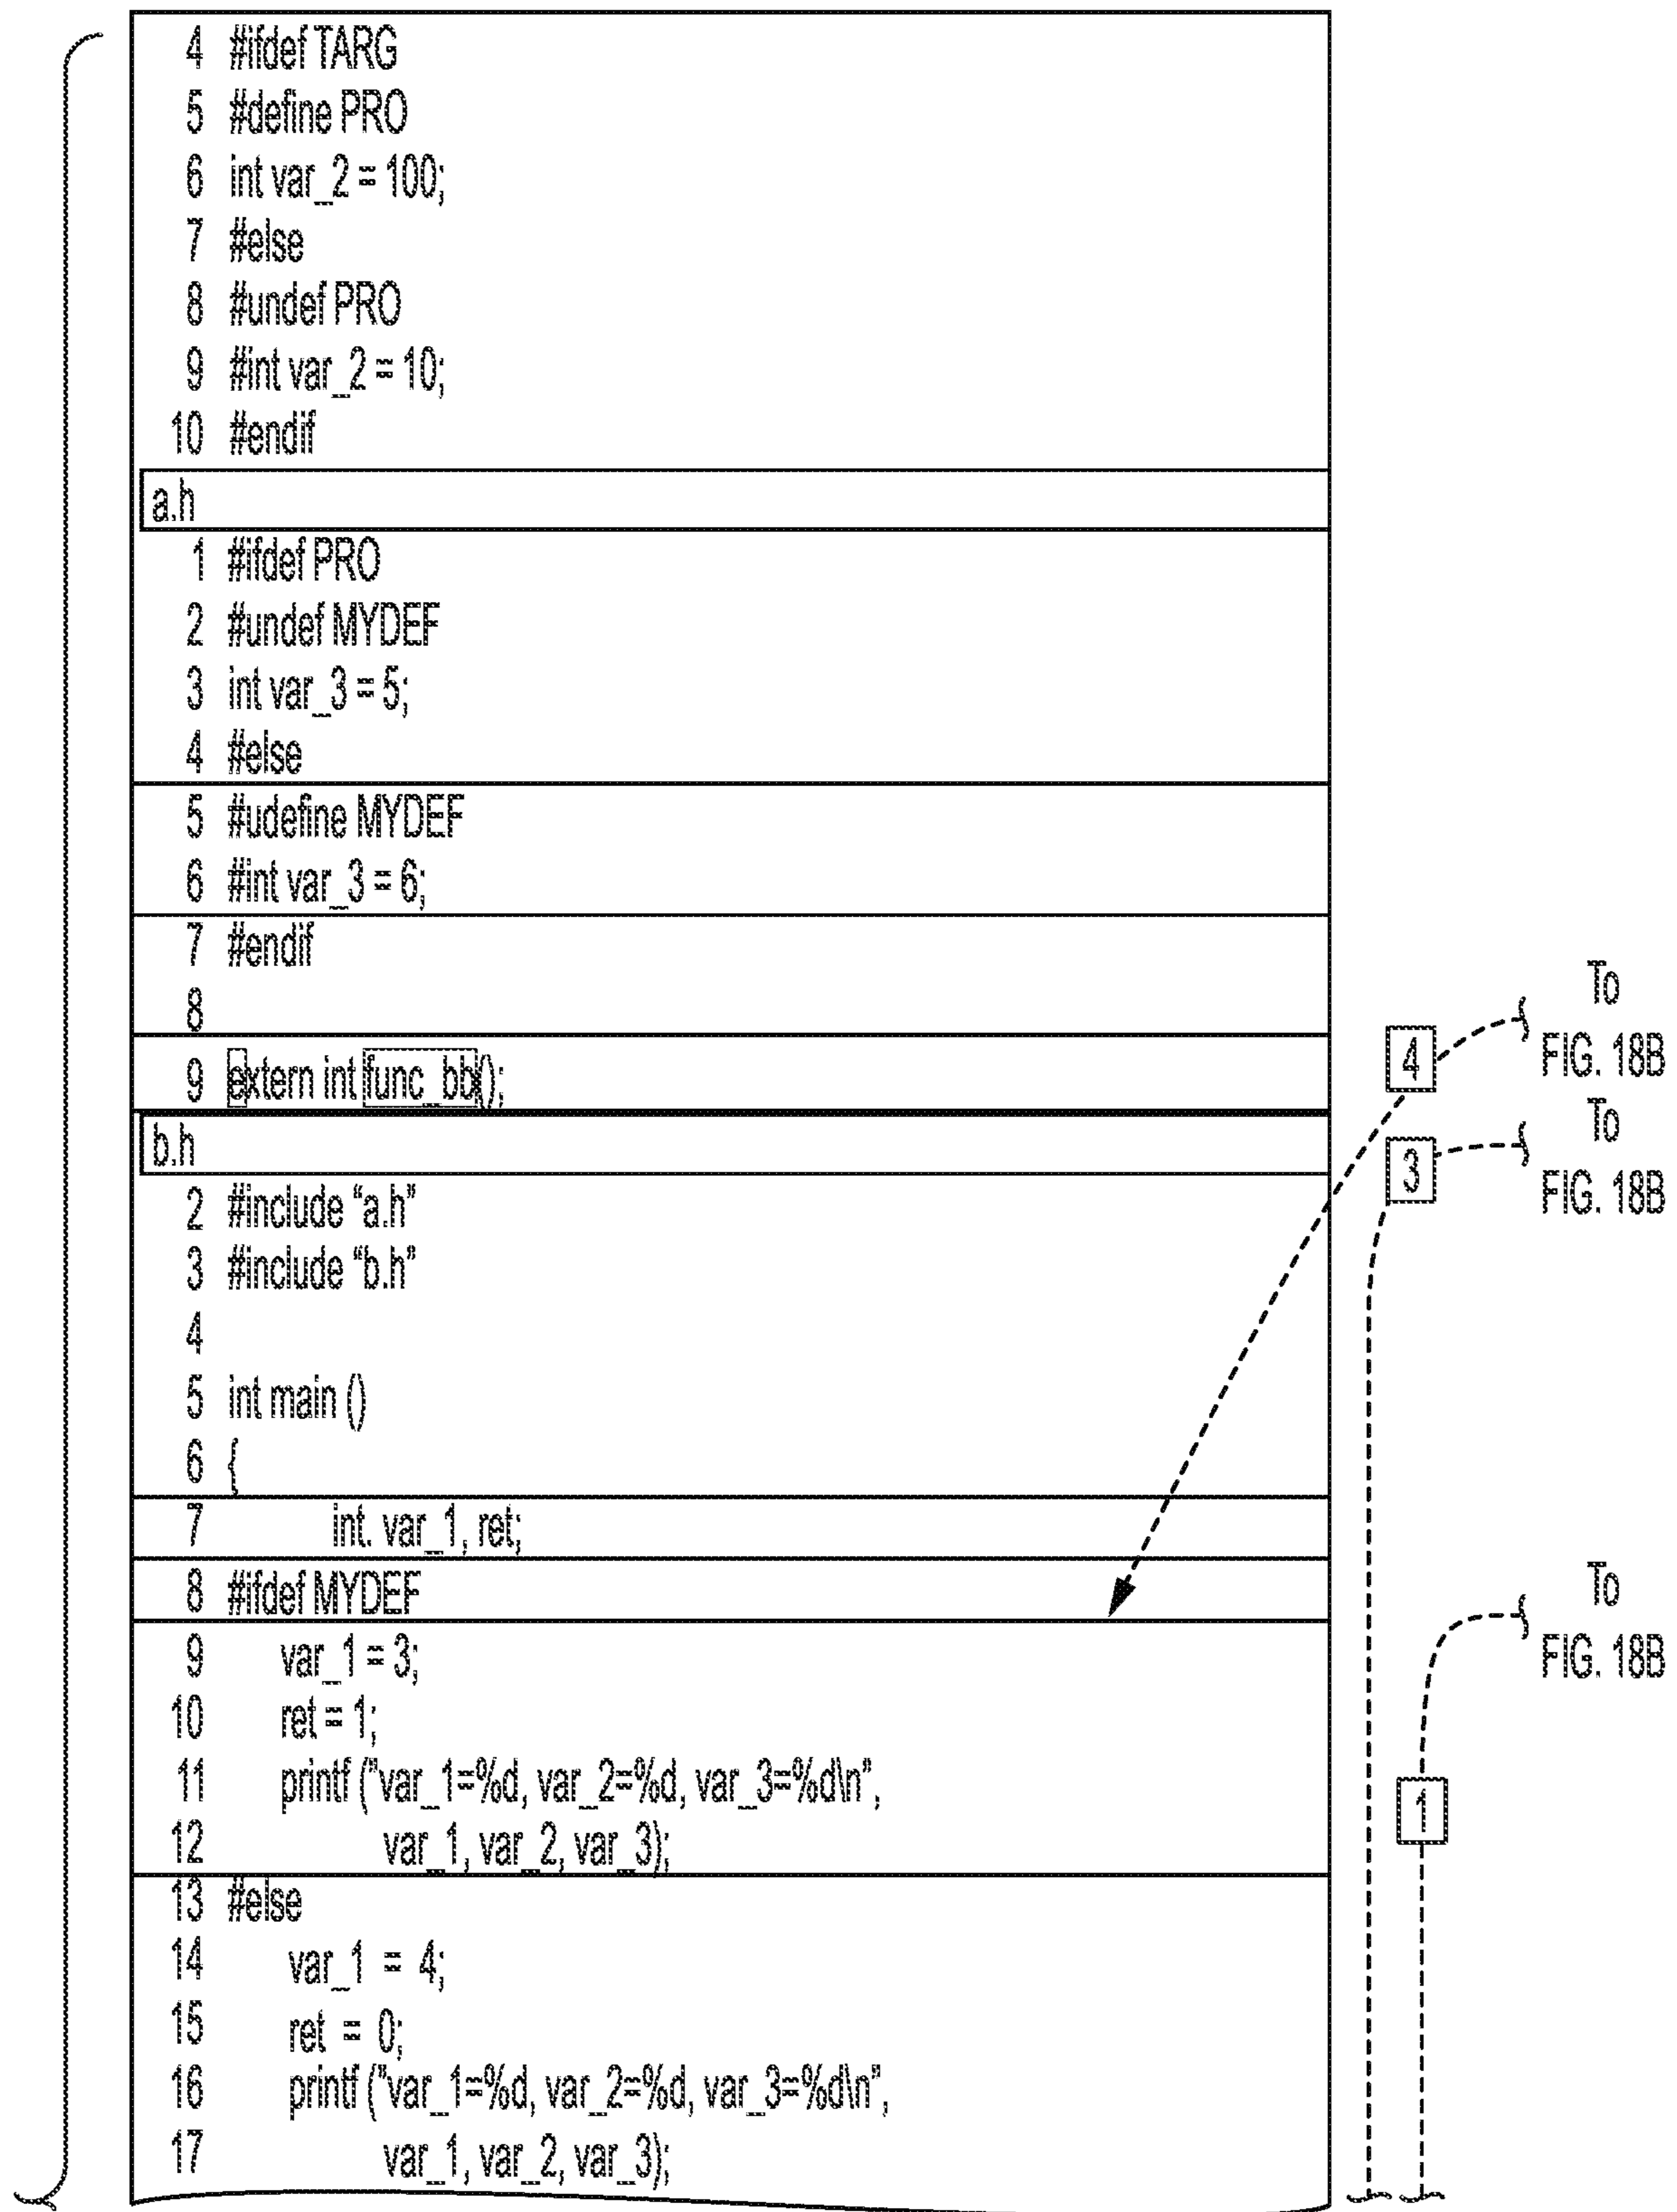 4 #ifdef TARG
5 #define PRO
6 int var_2 = 100;
7 #else
8 #undef PRO
9 #int var_2 = 10;
10 #endif
a.h
1 #ifdef PRO
2 #undef MYDEF
3 int var_3 = 5;
4 #else
5 #udefine MYDEF
6 #int var_3 = 6;
7 #endif
8
9 extern int func_bb();
b.h
2 #include "a.h"
3 #include "b.h"
4
5 int main ()
6 {
7 int. var_1, ret;
8 #ifdef MYDEF
9 var_1 = 3;
10 ret = 1;
11 printf ("var_1=%d, var_2=%d, var_3=%d\n",
12 var_1, var_2, var_3);
13 #else
14 var_1 = 4;
15 ret = 0;
16 printf ("var_1=%d, var_2=%d, var_3=%d\n",
17 var_1, var_2, var_3);
4
To
FIG. 18B
3
To
FIG. 18B
1
To
FIG. 18B